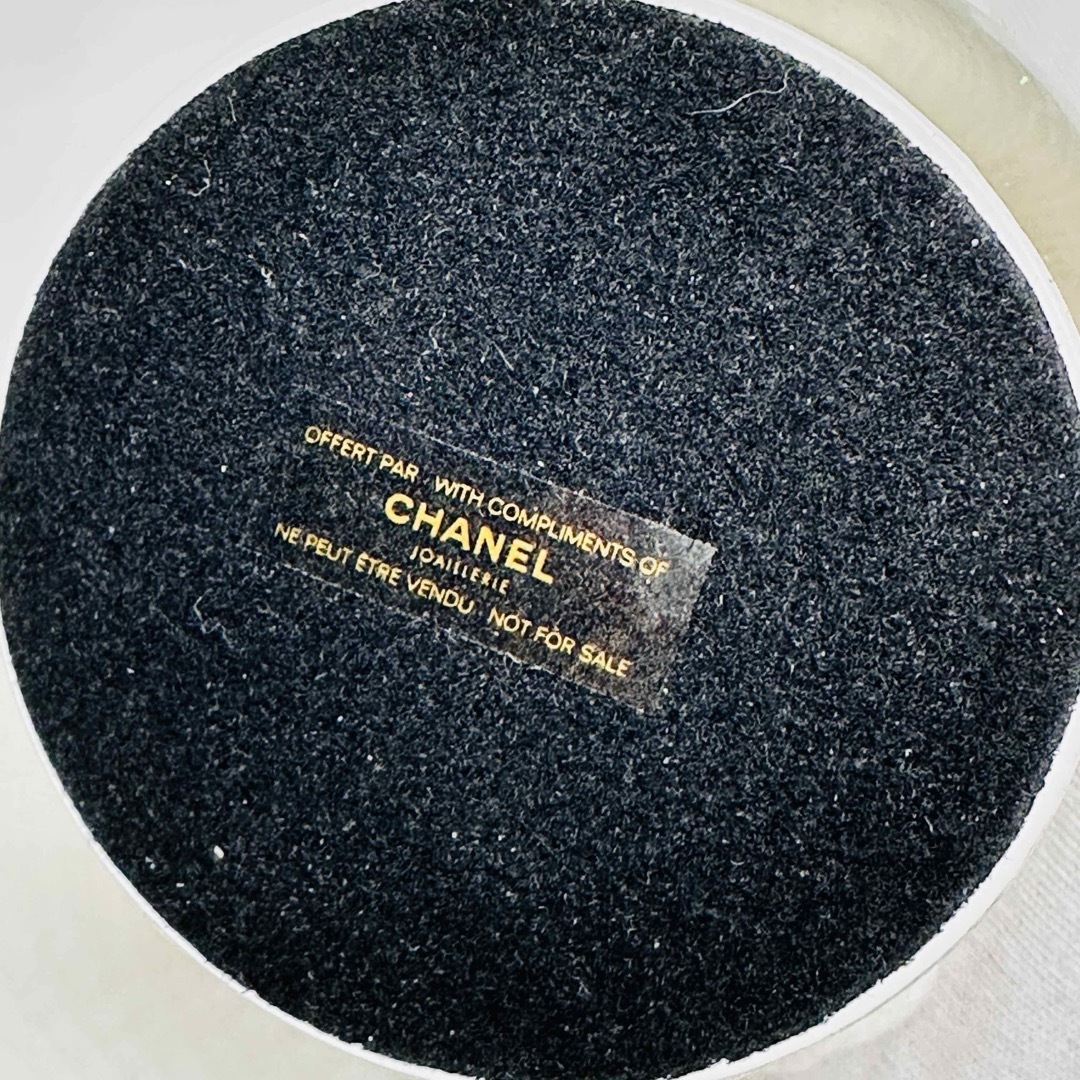 OFFERT PAR WITH COMPLIMENTS OF
CHANEL
JOAILLERIE
NE PEUT ÊTRE VENDU NOT FOR SALE